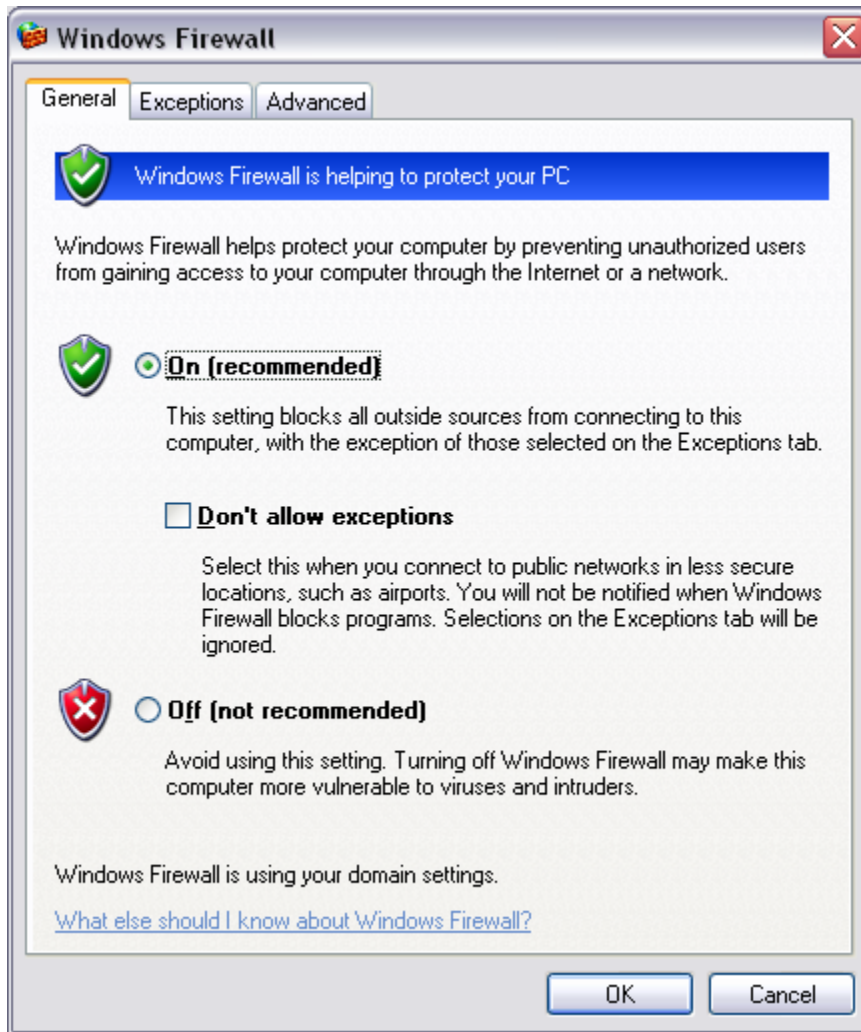 Windows Firewall
General
Exceptions
Advanced
Windows Firewall is helping to protect your PC
Windows Firewall helps protect your computer by preventing unauthorized users
from gaining access to your computer through the Internet or a network.
On (recommended)
This setting blocks all outside sources from connecting to this
computer, with the exception of those selected on the Exceptions tab.
Don't allow exceptions
Select this when you connect to public networks in less secure
locations, such as airports. You will not be notified when Windows
Firewall blocks programs. Selections on the Exceptions tab will be
ignored.
Off (not recommended)
Avoid using this setting. Turning off Windows Firewall may make this
computer more vulnerable to viruses and intruders.
Windows Firewall is using your domain settings.
What else should I know about Windows Firewall?
OK
Cancel